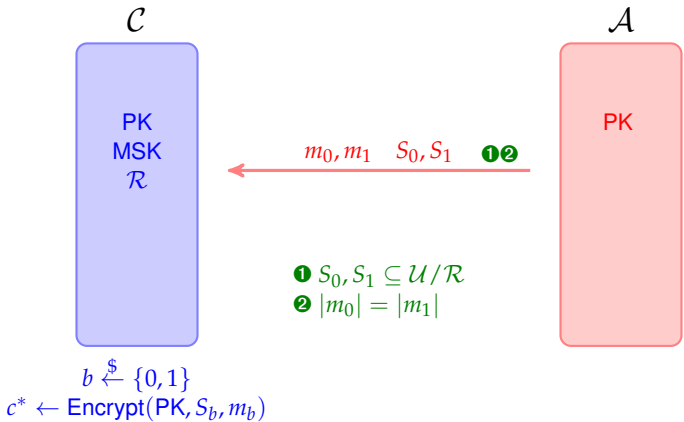 𝒞
𝒜
PK
MSK
ℛ
PK
m₀, m₁ S₀, S₁ ❶❷
❶ S₀, S₁ ⊆ 𝒰/ℛ
❷ |m₀| = |m₁|
b $← {0, 1}
c* ← Encrypt(PK, S_b, m_b)